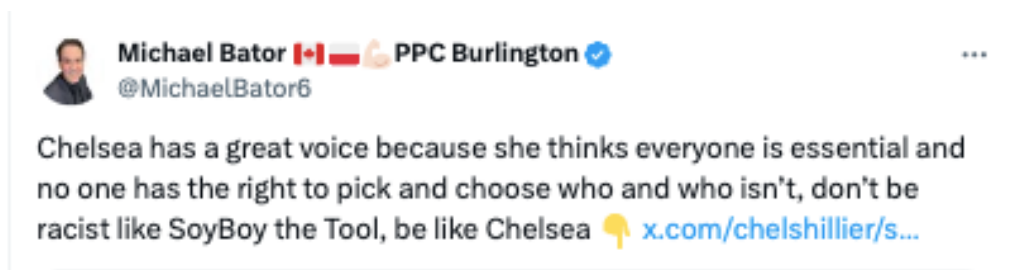 Michael Bator 🇨🇦🇵🇱💪🏻 PPC Burlington
@MichaelBator6
Chelsea has a great voice because she thinks everyone is essential and
no one has the right to pick and choose who and who isn't, don't be
racist like SoyBoy the Tool, be like Chelsea 👇 x.com/chelshillier/s...